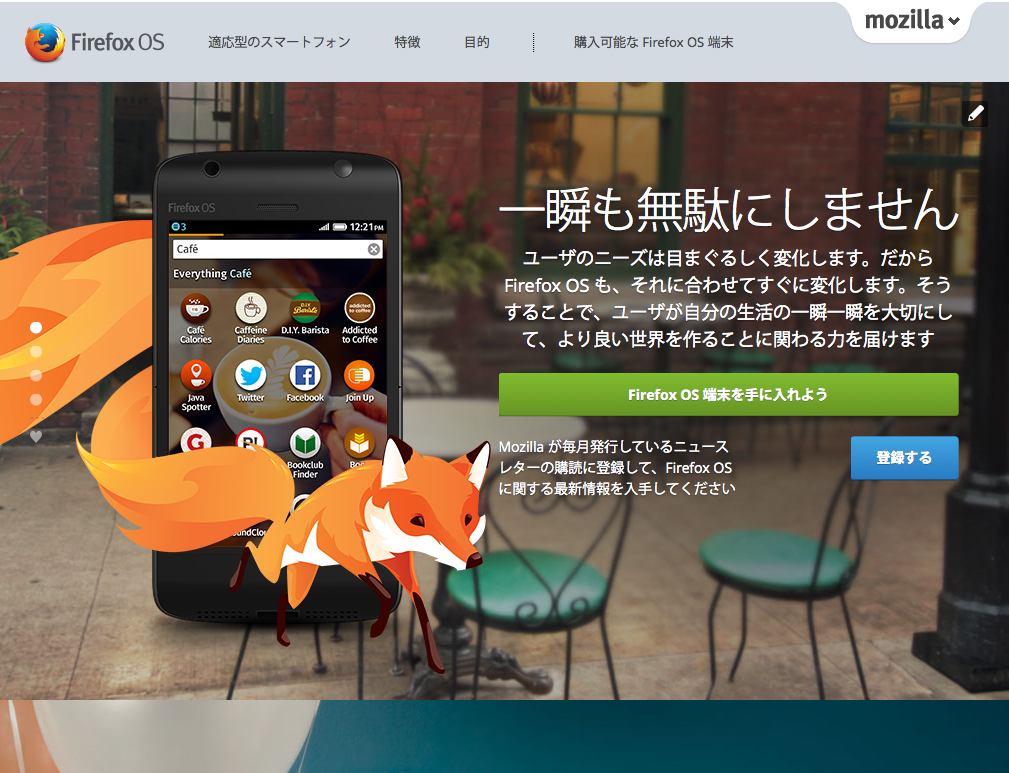 mozilla
Firefox OS
適応型のスマートフォン
特徴
目的
購入可能な Firefox OS 端末
一瞬も無駄にしません
ユーザのニーズは目まぐるしく変化します。だから
Firefox OS も、それに合わせてすぐに変化します。そう
することで、ユーザが自分の生活の一瞬一瞬を大切にし
て、より良い世界を作ることに関わる力を届けます
Firefox OS 端末を手に入れよう
Mozilla が毎月発行しているニュース
レターの購読に登録して、Firefox OS
に関する最新情報を入手してください
登録する
Firefox OS
3
12:21PM
Café
Everything Café
Café
Calories
Caffeine
Diaries
D.I.Y.
Barista
D.I.Y. Barista
addicted
to coffee
Addicted
to Coffee
Java
Spotter
Twitter
Facebook
Join Up
Bookclub
Finder